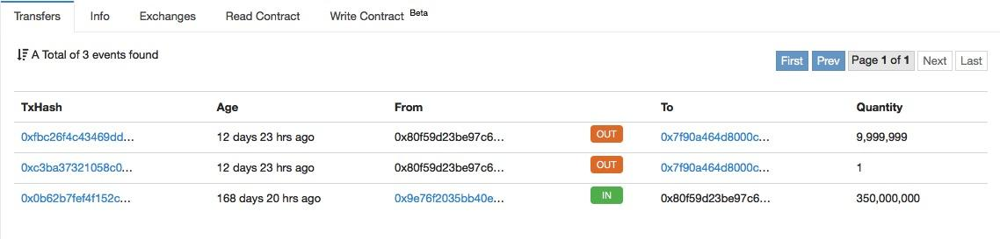 Transfers Info Exchanges Read Contract Write Contract Beta
A Total of 3 events found
First Prev Page 1 of 1 Next Last
TxHash Age From To Quantity
0xfbc26f4c43469dd... 12 days 23 hrs ago 0x80f59d23be97c6... OUT 0x7f90a464d8000c... 9,999,999
0xc3ba37321058c0... 12 days 23 hrs ago 0x80f59d23be97c6... OUT 0x7f90a464d8000c... 1
0x0b62b7fef4f152c... 168 days 20 hrs ago 0x9e76f2035bb40e... IN 0x80f59d23be97c6... 350,000,000